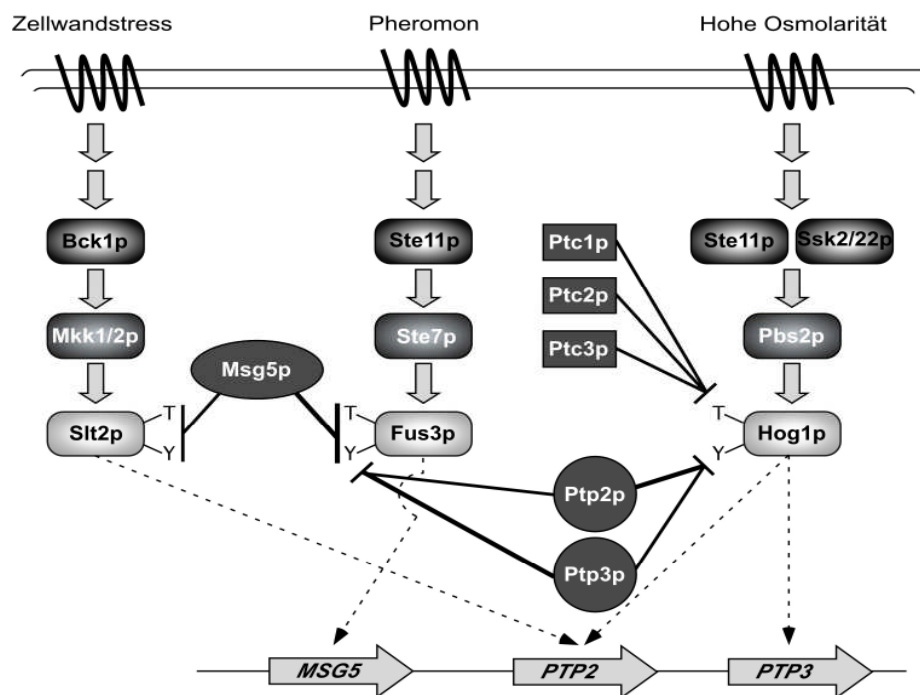 Zellwandstress Pheromon Hohe Osmolarität
Bck1p Ste11p Ptc1p Ste11p Ssk2/22p
Ptc2p
Mkk1/2p Ste7p Ptc3p Pbs2p
Msg5p
T T T
Slt2p Fus3p Hog1p
Y Y Y
Ptp2p
Ptp3p
MSG5 PTP2 PTP3